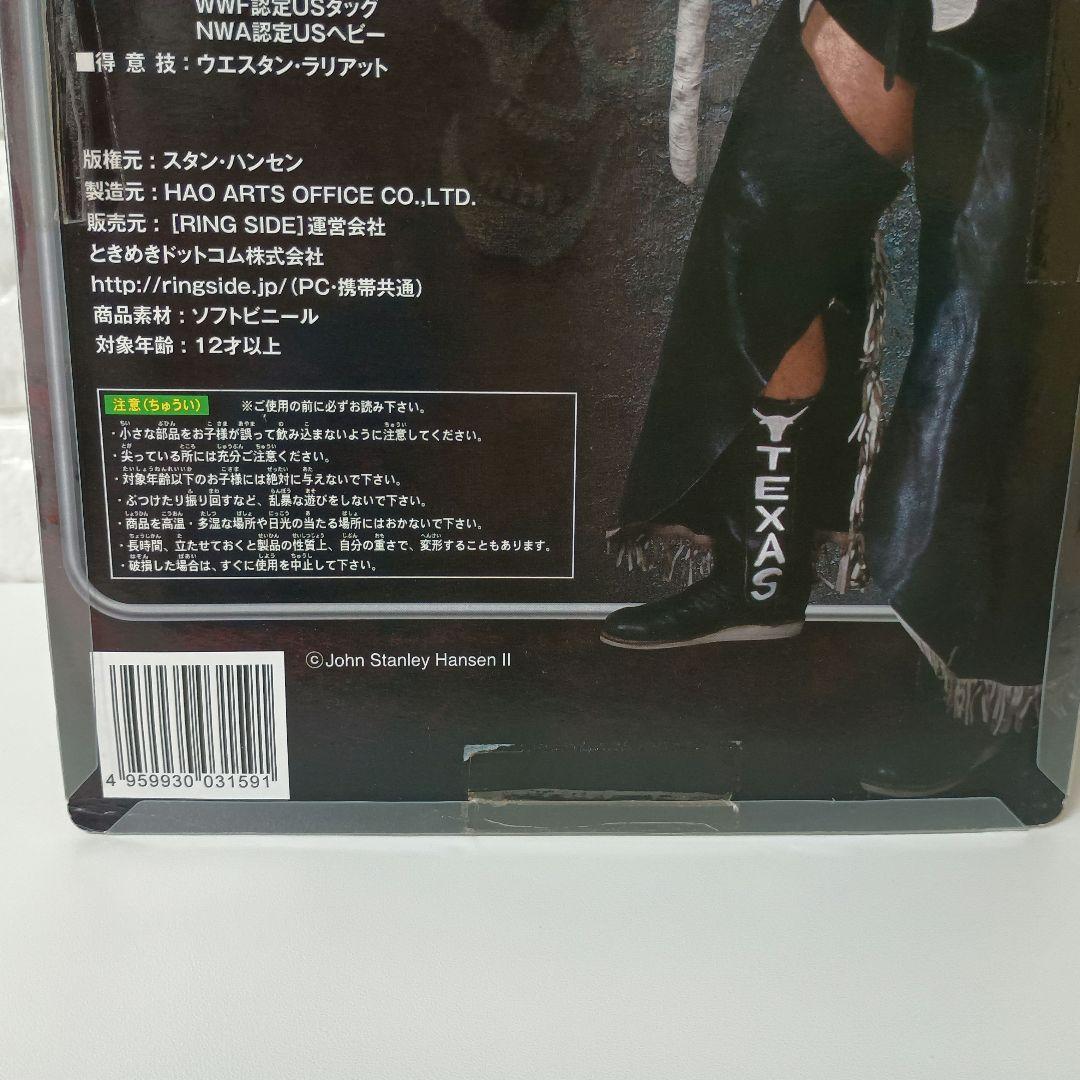 WWF認定USタッグ
NWA認定USヘビー
■得意技：ウエスタン・ラリアット
版権元：スタン・ハンセン
製造元：HAO ARTS OFFICE CO.,LTD.
販売元：［RING SIDE］運営会社
ときめきドットコム株式会社
http://ringside.jp/（PC・携帯共通）
商品素材：ソフトビニール
対象年齢：12才以上
注意（ちゅうい） ※ご使用の前に必ずお読み下さい。
・小さな部品をお子様が誤って飲み込まないように注意してください。
・尖っている所には充分ご注意ください。
・対象年齢以下のお子様には絶対に与えないで下さい。
・ぶつけたり振り回すなど、乱暴な遊びをしないで下さい。
・商品を高温・多湿な場所や日光の当たる場所にはおかないで下さい。
・長時間、立たせておくと製品の性質上、自分の重さで、変形することもあります。
・破損した場合は、すぐに使用を中止して下さい。
TEXAS
©John Stanley Hansen II
4 959930 031591